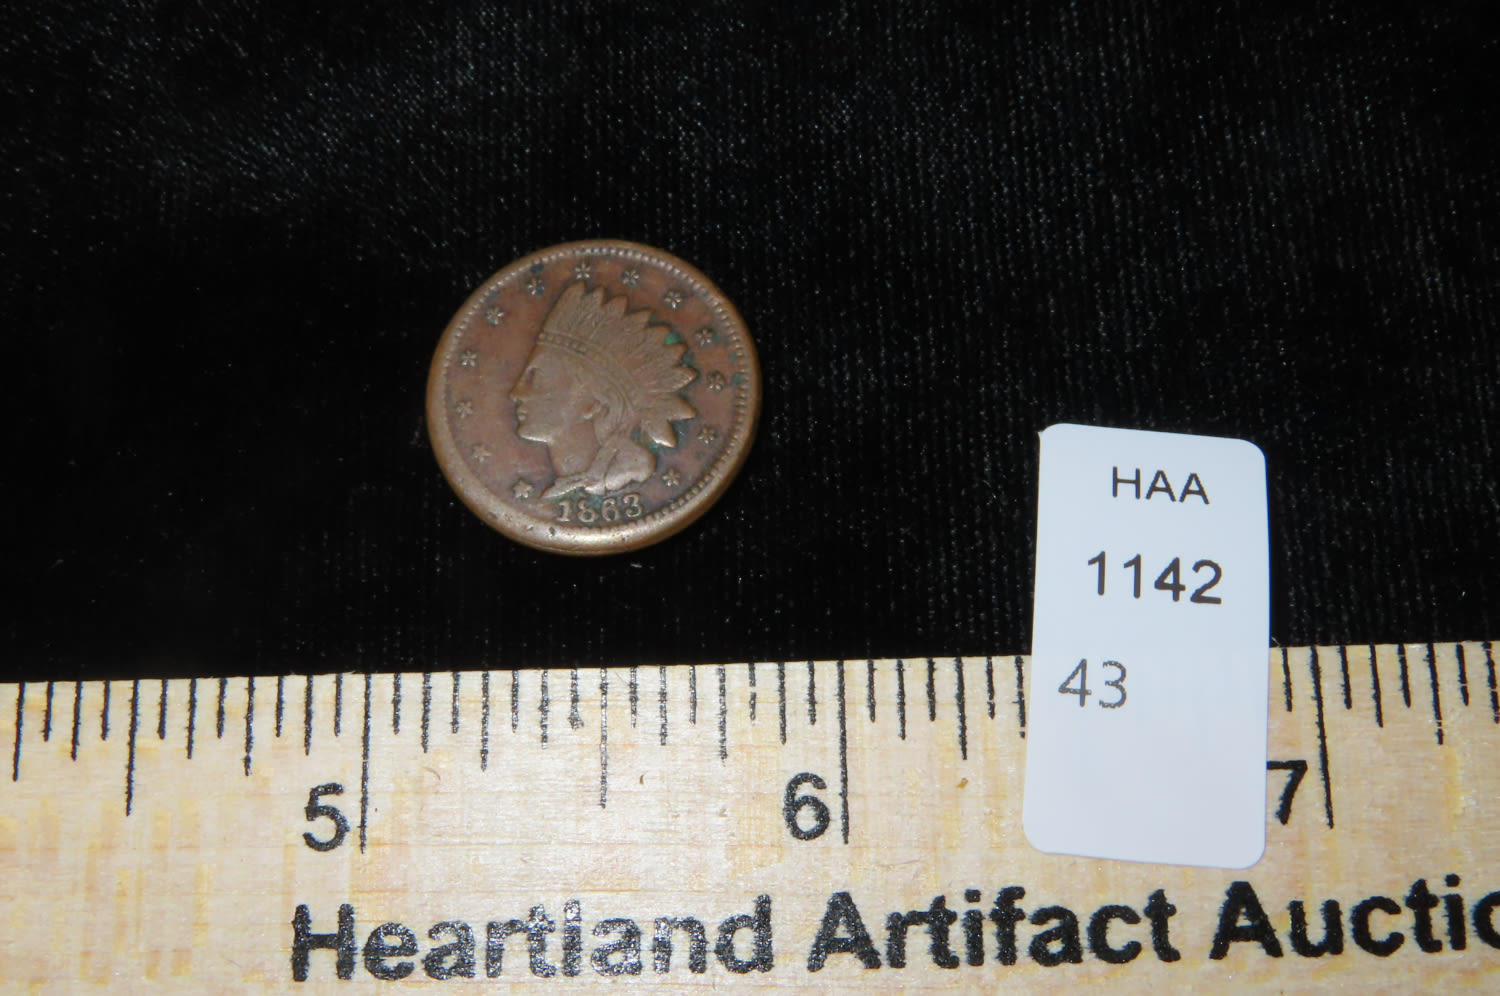 1863
HAA
1142
43
5 6 7
Heartland Artifact Auctio